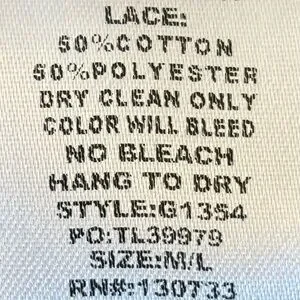 LACE:
50%COTTON
50%POLYESTER
DRY CLEAN ONLY
COLOR WILL BLEED
NO BLEACH
HANG TO DRY
STYLE:G1354
PO:TL39979
SIZE:M/L
RN#:130733